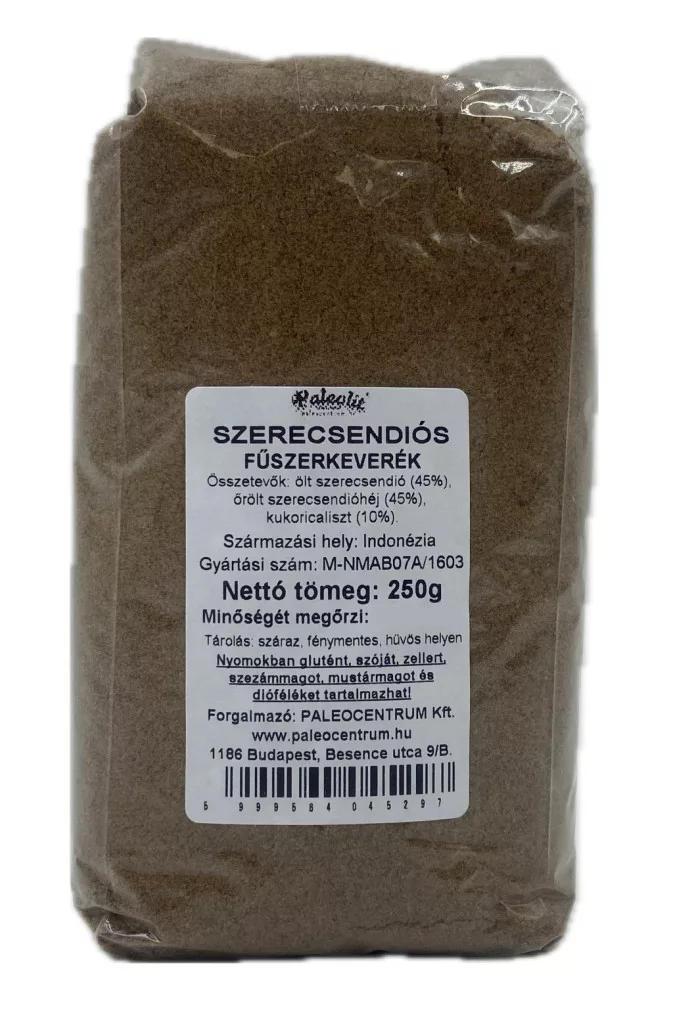 Paleolit
SZERECSENDIÓS
FŰSZERKEVERÉK
Összetevők: ölt szerecsendió (45%),
őrölt szerecsendióhéj (45%),
kukoricaliszt (10%).
Származási hely: Indonézia
Gyártási szám: M-NMAB07A/1603
Nettó tömeg: 250g
Minőségét megőrzi:
Tárolás: száraz, fénymentes, hűvös helyen
Nyomokban glutént, szóját, zellert,
szezámmagot, mustármagot és
dióféléket tartalmazhat!
Forgalmazó: PALEOCENTRUM Kft.
www.paleocentrum.hu
1186 Budapest, Besence utca 9/B.
5 999584 045297